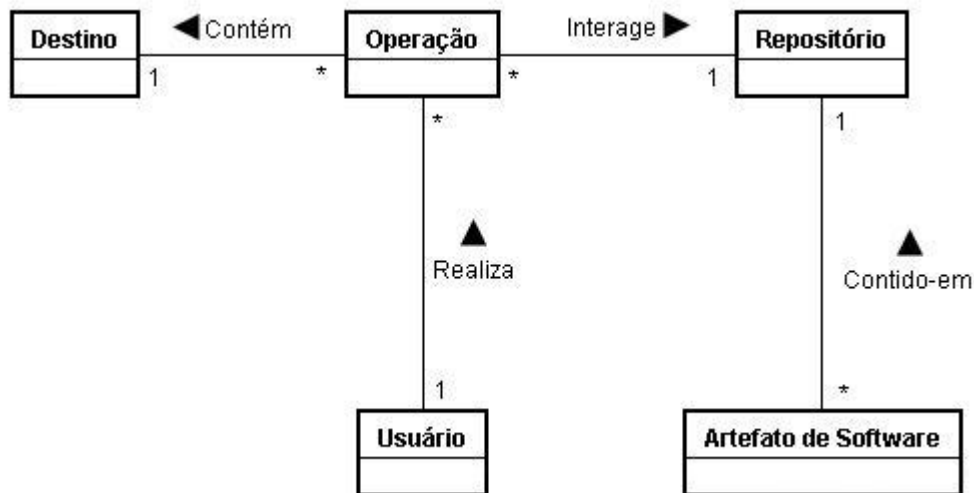 Destino
Contém
Operação
Interage
Repositório
1
*
*
1
*
1
Realiza
Contido-em
1
*
Usuário
Artefato de Software